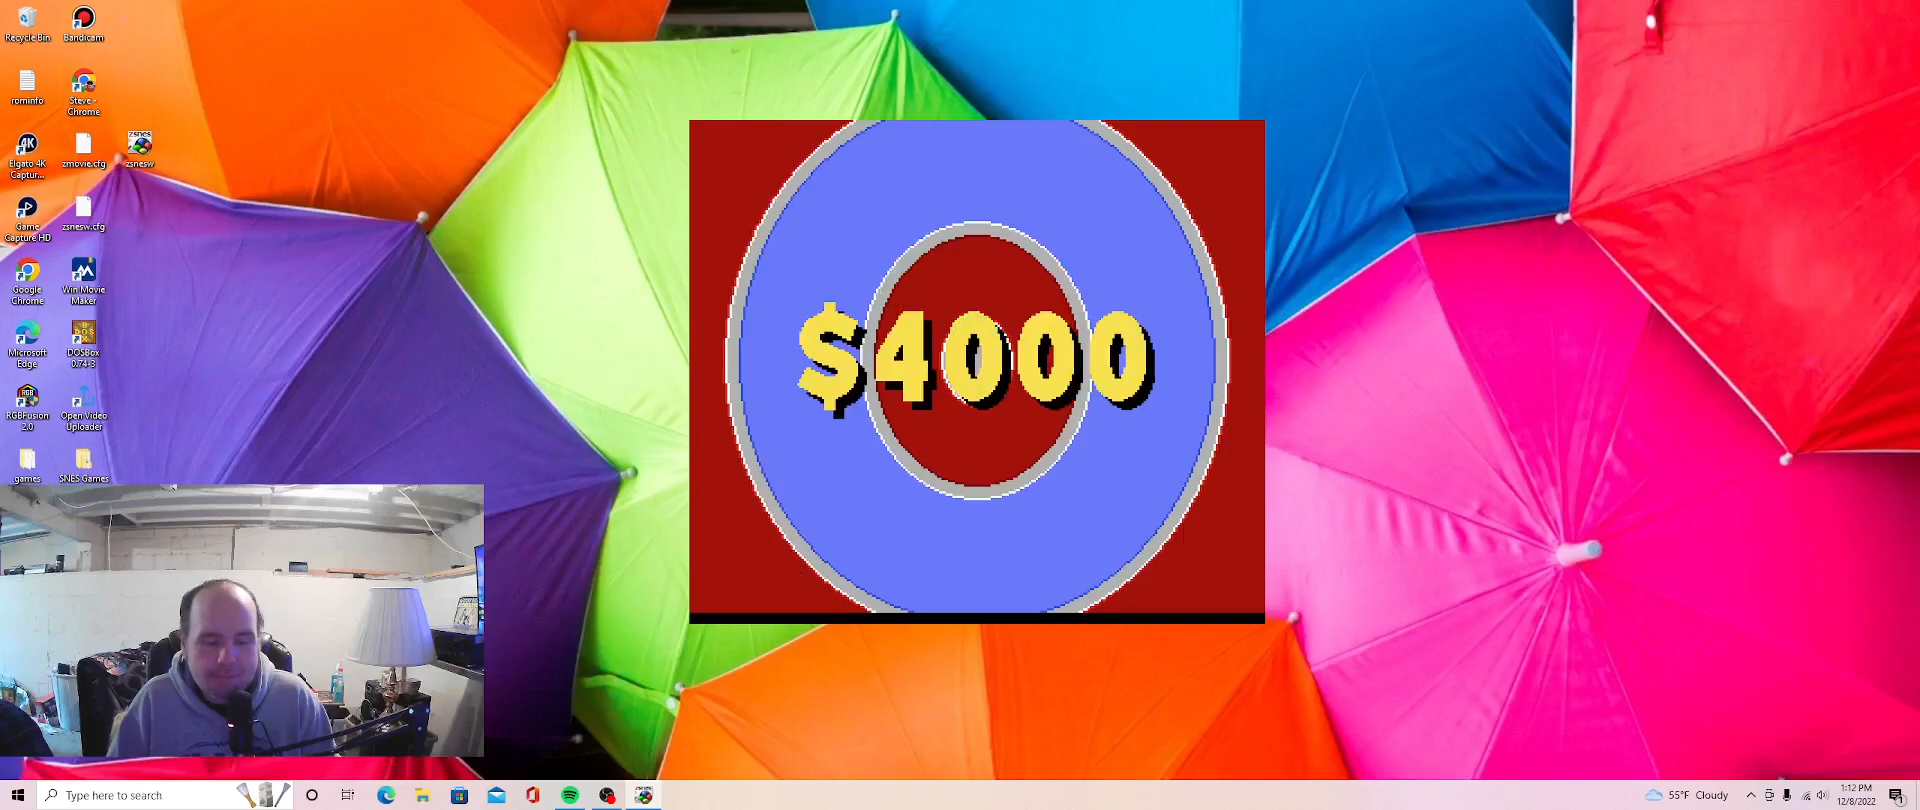 Recycle Bin
Bandicam
rominfo
Steve -
Chrome
Elgato 4K
Captur...
zmovie.cfg
zsnes
zsnesw
Game
Capture HD
zsnesw.cfg
Google
Chrome
Win Movie
Maker
Microsoft
Edge
DOSBox
0.74-3
RGBFusion
2.0
Open Video
Uploader
games
SNES Games
$4000
Type here to search
55°F Cloudy
1:12 PM
12/8/2022